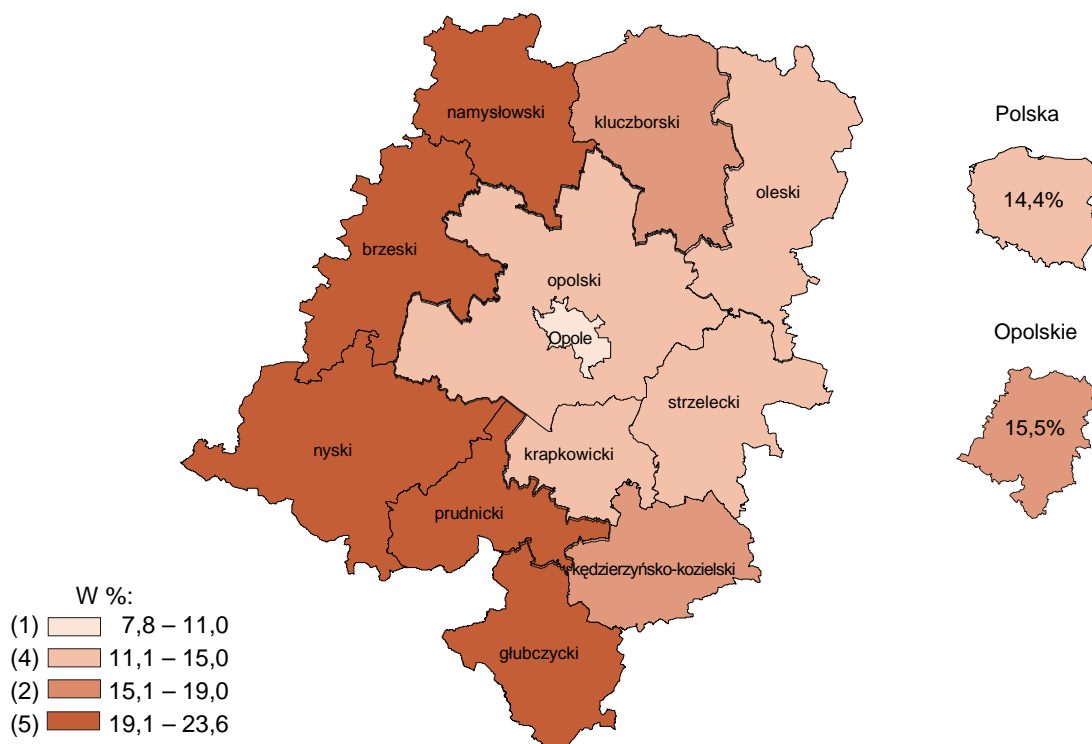 namysłowski
kluczborski
Polska
oleski
14,4%
brzeski
opolski
Opole
Opolskie
strzelecki
15,5%
nyski
krapkowicki
prudnicki
kędzierzyńsko-kozielski
głubczycki
W %:
(1) 7,8 – 11,0
(4) 11,1 – 15,0
(2) 15,1 – 19,0
(5) 19,1 – 23,6